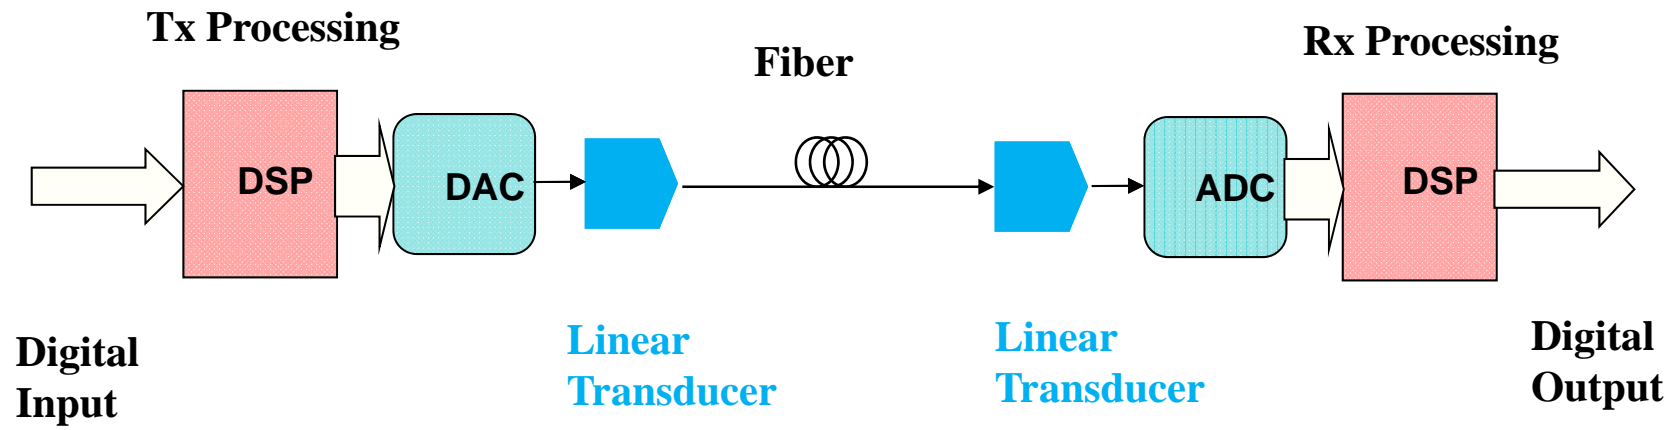 Tx Processing
Rx Processing
Fiber
DSP
DAC
ADC
DSP
Digital
Input
Linear
Transducer
Linear
Transducer
Digital
Output